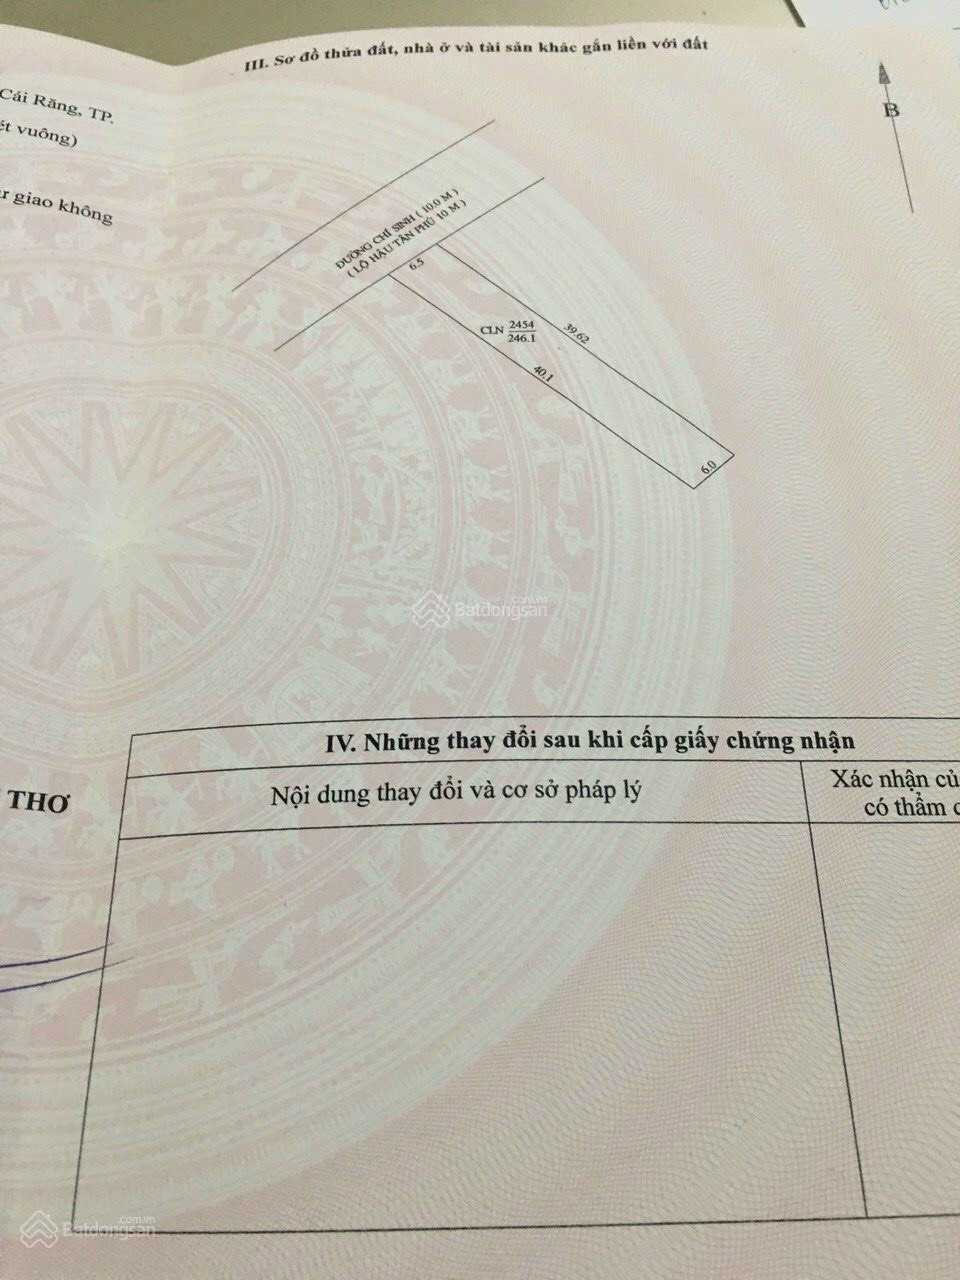 III. Sơ đồ thửa đất, nhà ở và tài sản khác gắn liền với đất
Cái Răng, TP.
ét vuông)
giao không
B
ĐƯỜNG CHÍ SINH ( 10.0 M )
( LỘ HẬU TÂN PHÚ 10 M )
6.5
CLN 2454
246.1
39.62
40.1
6.0
Batdongsan
.com.vn
IV. Những thay đổi sau khi cấp giấy chứng nhận
Nội dung thay đổi và cơ sở pháp lý
Xác nhận củ
có thẩm
THƠ
Batdongsan
.com.vn